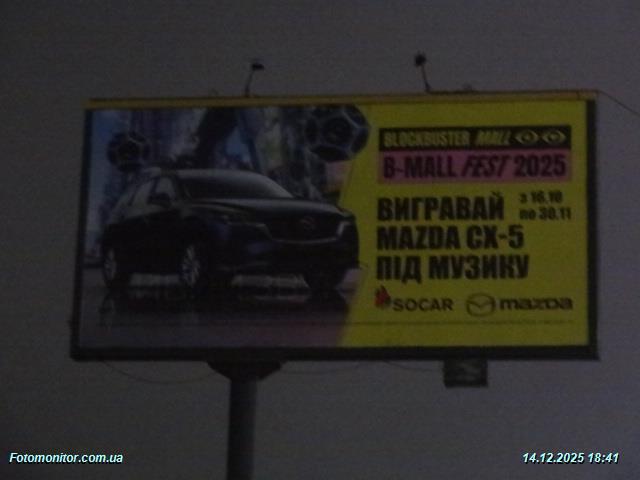 BLOCKBUSTER MALL
B-MALL FEST 2025
ВИГРАВАЙ з 16.10 по 30.11
MAZDA CX-5
ПІД МУЗИКУ
SOCAR mazda
Fotomonitor.com.ua 14.12.2025 18:41